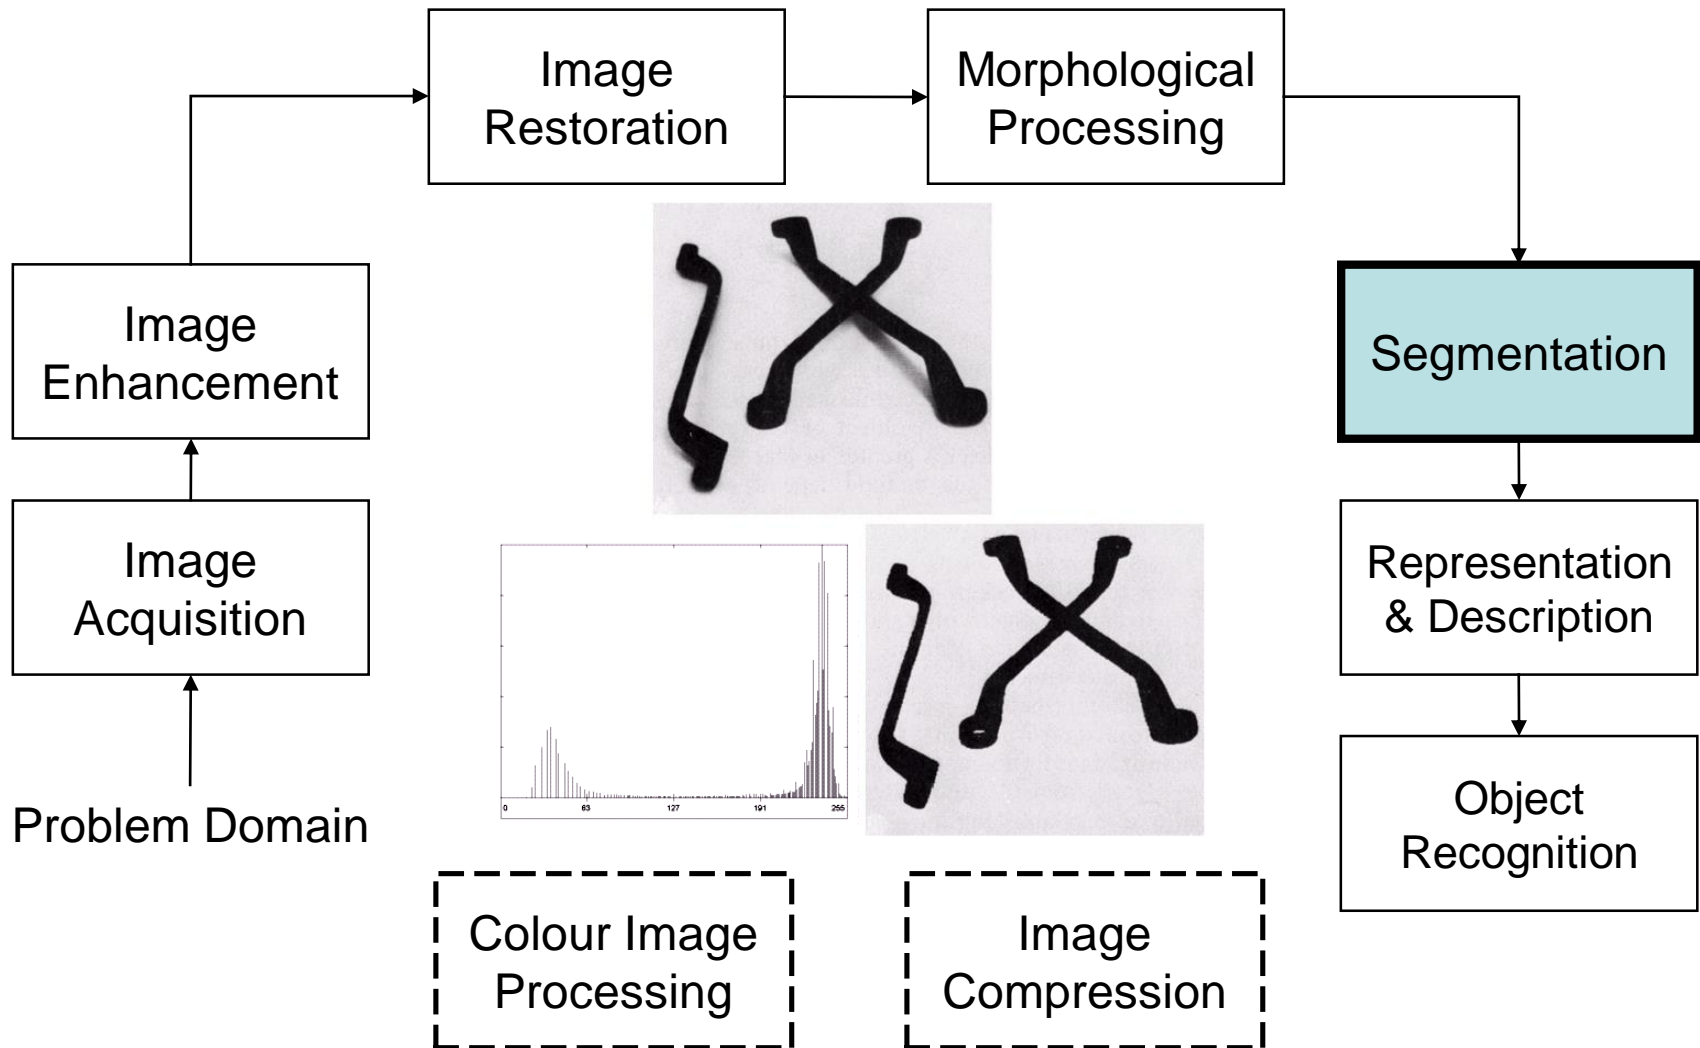 Image
Restoration
Morphological
Processing
Image
Enhancement
Segmentation
Image
Acquisition
Representation
& Description
0 63 127 191 255
Problem Domain
Object
Recognition
Colour Image
Processing
Image
Compression